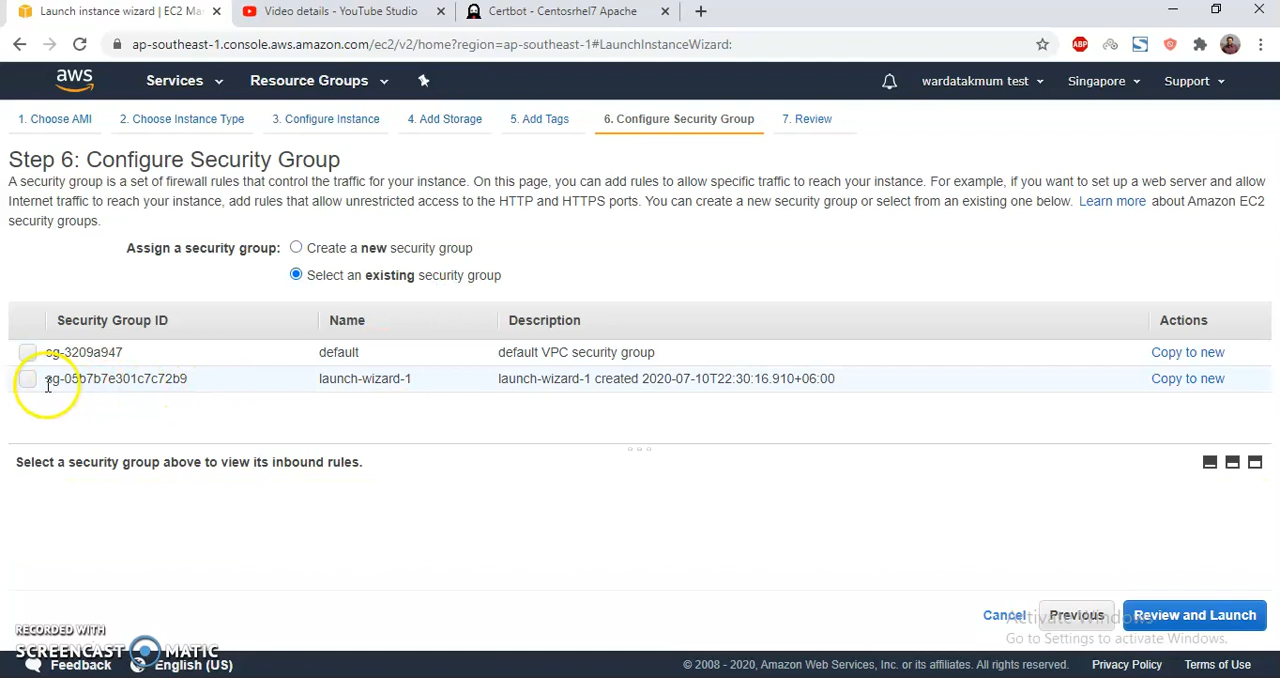 Launch instance wizard | EC2 Ma
Video details - YouTube Studio
Certbot - Centosrhel7 Apache
ap-southeast-1.console.aws.amazon.com/ec2/v2/home?region=ap-southeast-1#LaunchInstanceWizard:
ABP
aws
Services
Resource Groups
wardatakmum test
Singapore
Support
1. Choose AMI
2. Choose Instance Type
3. Configure Instance
4. Add Storage
5. Add Tags
6. Configure Security Group
7. Review
Step 6: Configure Security Group
A security group is a set of firewall rules that control the traffic for your instance. On this page, you can add rules to allow specific traffic to reach your instance. For example, if you want to set up a web server and allow
Internet traffic to reach your instance, add rules that allow unrestricted access to the HTTP and HTTPS ports. You can create a new security group or select from an existing one below. Learn more about Amazon EC2
security groups.
Assign a security group:
Create a new security group
Select an existing security group
Security Group ID Name Description Actions
sg-3209a947 default default VPC security group Copy to new
sg-05b7b7e301c7c72b9 launch-wizard-1 launch-wizard-1 created 2020-07-10T22:30:16.910+06:00 Copy to new
Select a security group above to view its inbound rules.
Cancel Previous Review and Launch
Activate Windows
Go to Settings to activate Windows.
RECORDED WITH
SCREENCAST MATIC
Feedback
English (US)
© 2008 - 2020, Amazon Web Services, Inc. or its affiliates. All rights reserved.
Privacy Policy
Terms of Use